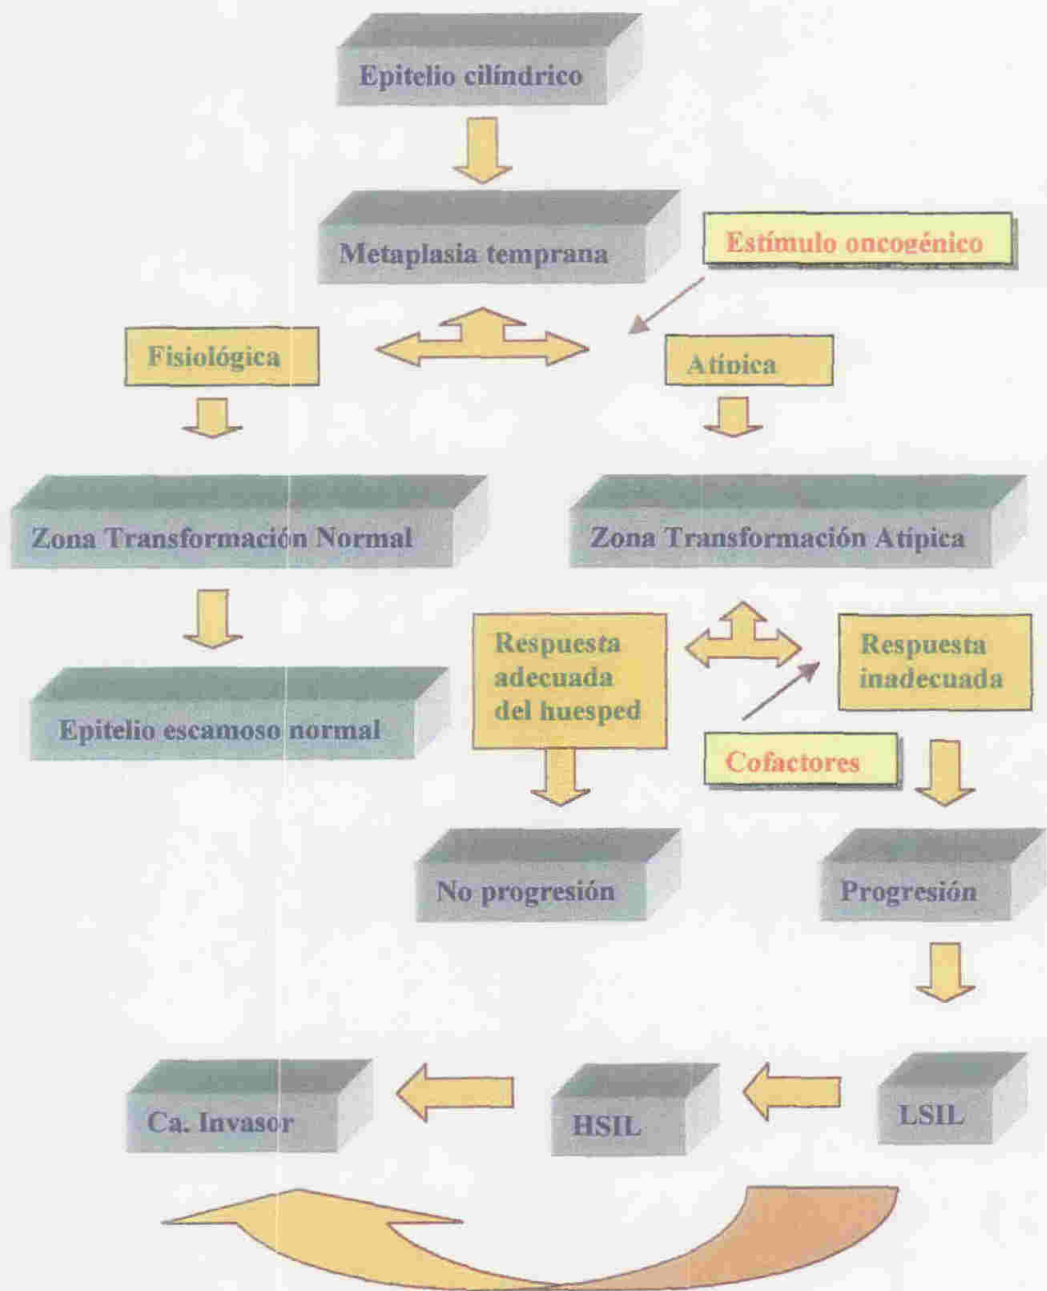 Epitelio cilíndrico
Metaplasia temprana
Estímulo oncogénico
Fisiológica
Atípica
Zona Transformación Normal
Zona Transformación Atípica
Respuesta
adecuada
del huesped
Respuesta
inadecuada
Epitelio escamoso normal
Cofactores
No progresión
Progresión
Ca. Invasor
HSIL
LSIL